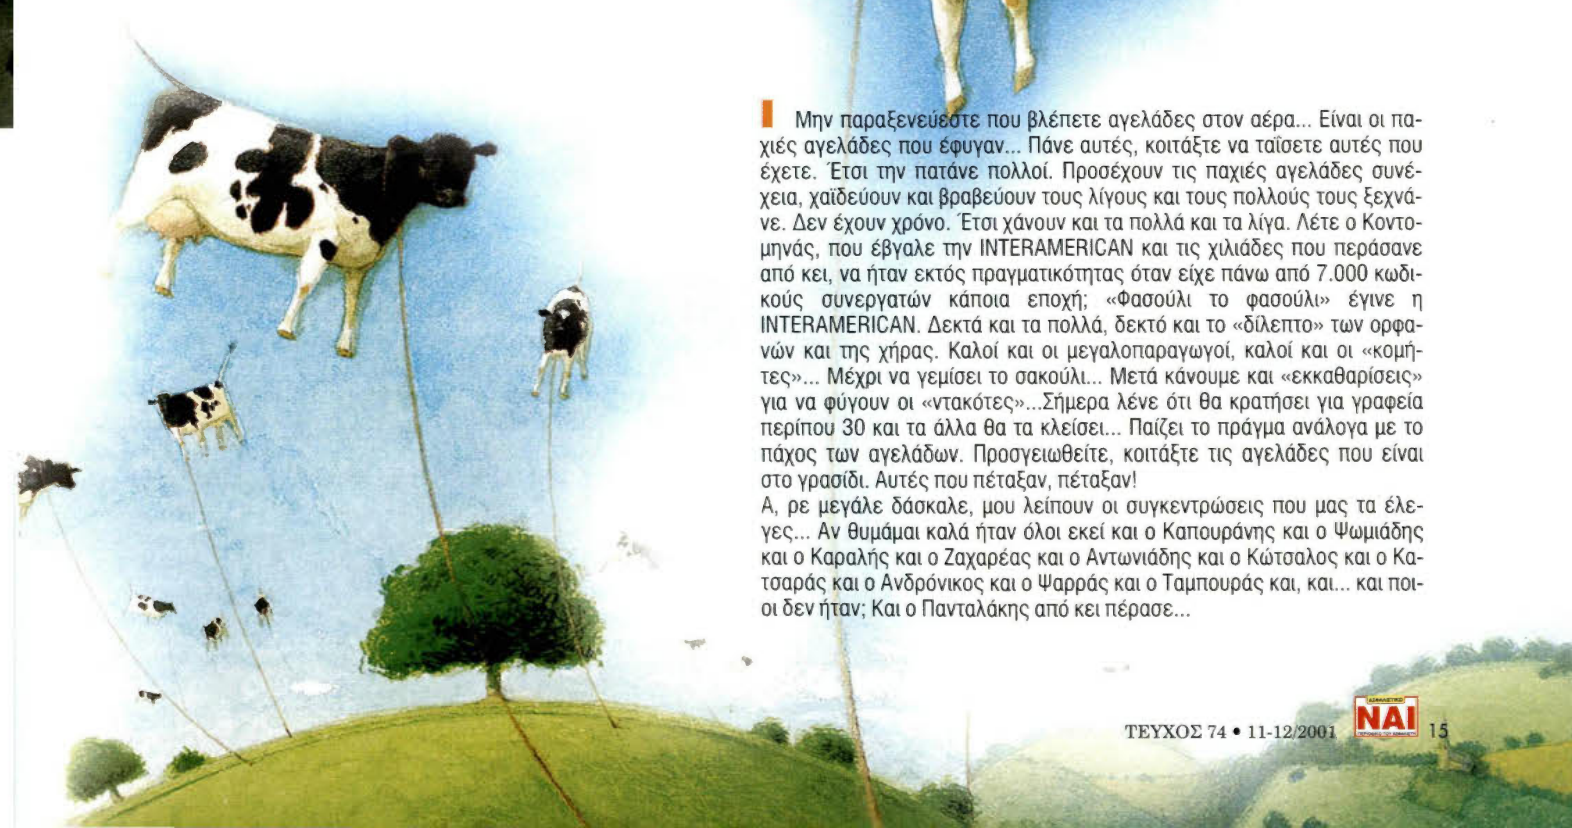 Μην παραξενεύεστε που βλέπετε αγελάδες στον αέρα... Είναι οι πα-
χιές αγελάδες που έφυγαν... Πάνε αυτές, κοιτάξτε να ταΐσετε αυτές που
έχετε. Έτσι την πατάνε πολλοί. Προσέχουν τις παχιές αγελάδες συνέ-
χεια, χαϊδεύουν και βραβεύουν τους λίγους και τους πολλούς τους ξεχνά-
νε. Δεν έχουν χρόνο. Έτσι χάνουν και τα πολλά και τα λίγα. Λέτε ο Κοντο-
μηνάς, που έβγαλε την INTERAMERICAN και τις χιλιάδες που περάσανε
από κει, να ήταν εκτός πραγματικότητας όταν είχε πάνω από 7.000 κωδι-
κούς συνεργατών κάποια εποχή; «Φασούλι το φασούλι» έγινε η
INTERAMERICAN. Δεκτά και τα πολλά, δεκτό και το «δίλεπτο» των ορφα-
νών και της χήρας. Καλοί και οι μεγαλοπαραγωγοί, καλοί και οι «κομή-
τες»... Μέχρι να γεμίσει το σακούλι... Μετά κάνουμε και «εκκαθαρίσεις»
για να φύγουν οι «ντακότες»...Σήμερα λένε ότι θα κρατήσει για γραφεία
περίπου 30 και τα άλλα θα τα κλείσει... Παίζει το πράγμα ανάλογα με το
πάχος των αγελάδων. Προσγειωθείτε, κοιτάξτε τις αγελάδες που είναι
στο γρασίδι. Αυτές που πέταξαν, πέταξαν!
Α, ρε μεγάλε δάσκαλε, μου λείπουν οι συγκεντρώσεις που μας τα έλε-
γες... Αν θυμάμαι καλά ήταν όλοι εκεί και ο Καπουράνης και ο Ψωμιάδης
και ο Καραλής και ο Ζαχαρέας και ο Αντωνιάδης και ο Κώτσαλος και ο Κα-
τσαράς και ο Ανδρόνικος και ο Ψαρράς και ο Ταμπουράς και, και... και ποι-
οι δεν ήταν; Και ο Πανταλάκης από κει πέρασε...
ΤΕΥΧΟΣ 74 • 11-12/2001 ΝΑΙ 15